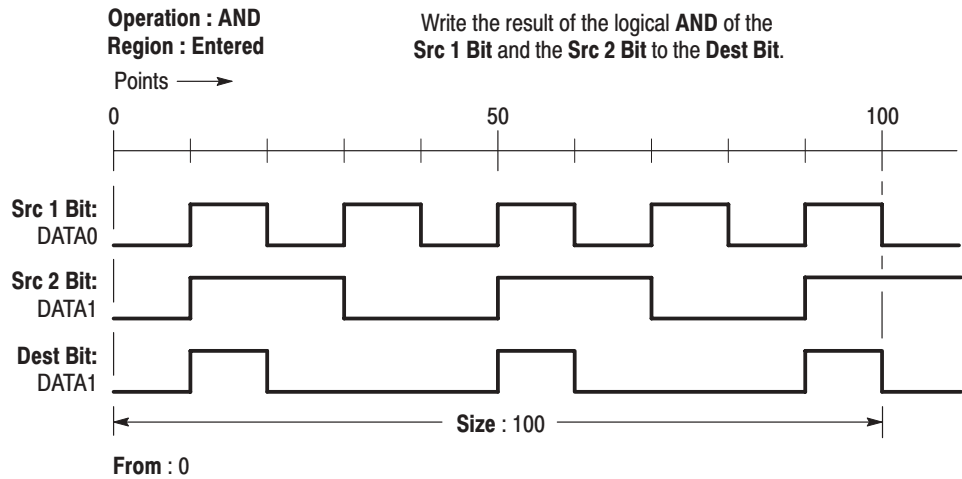 Operation : AND
Region : Entered
Write the result of the logical AND of the
Src 1 Bit and the Src 2 Bit to the Dest Bit.
Points
0 50 100
Src 1 Bit:
DATA0
Src 2 Bit:
DATA1
Dest Bit:
DATA1
Size : 100
From : 0